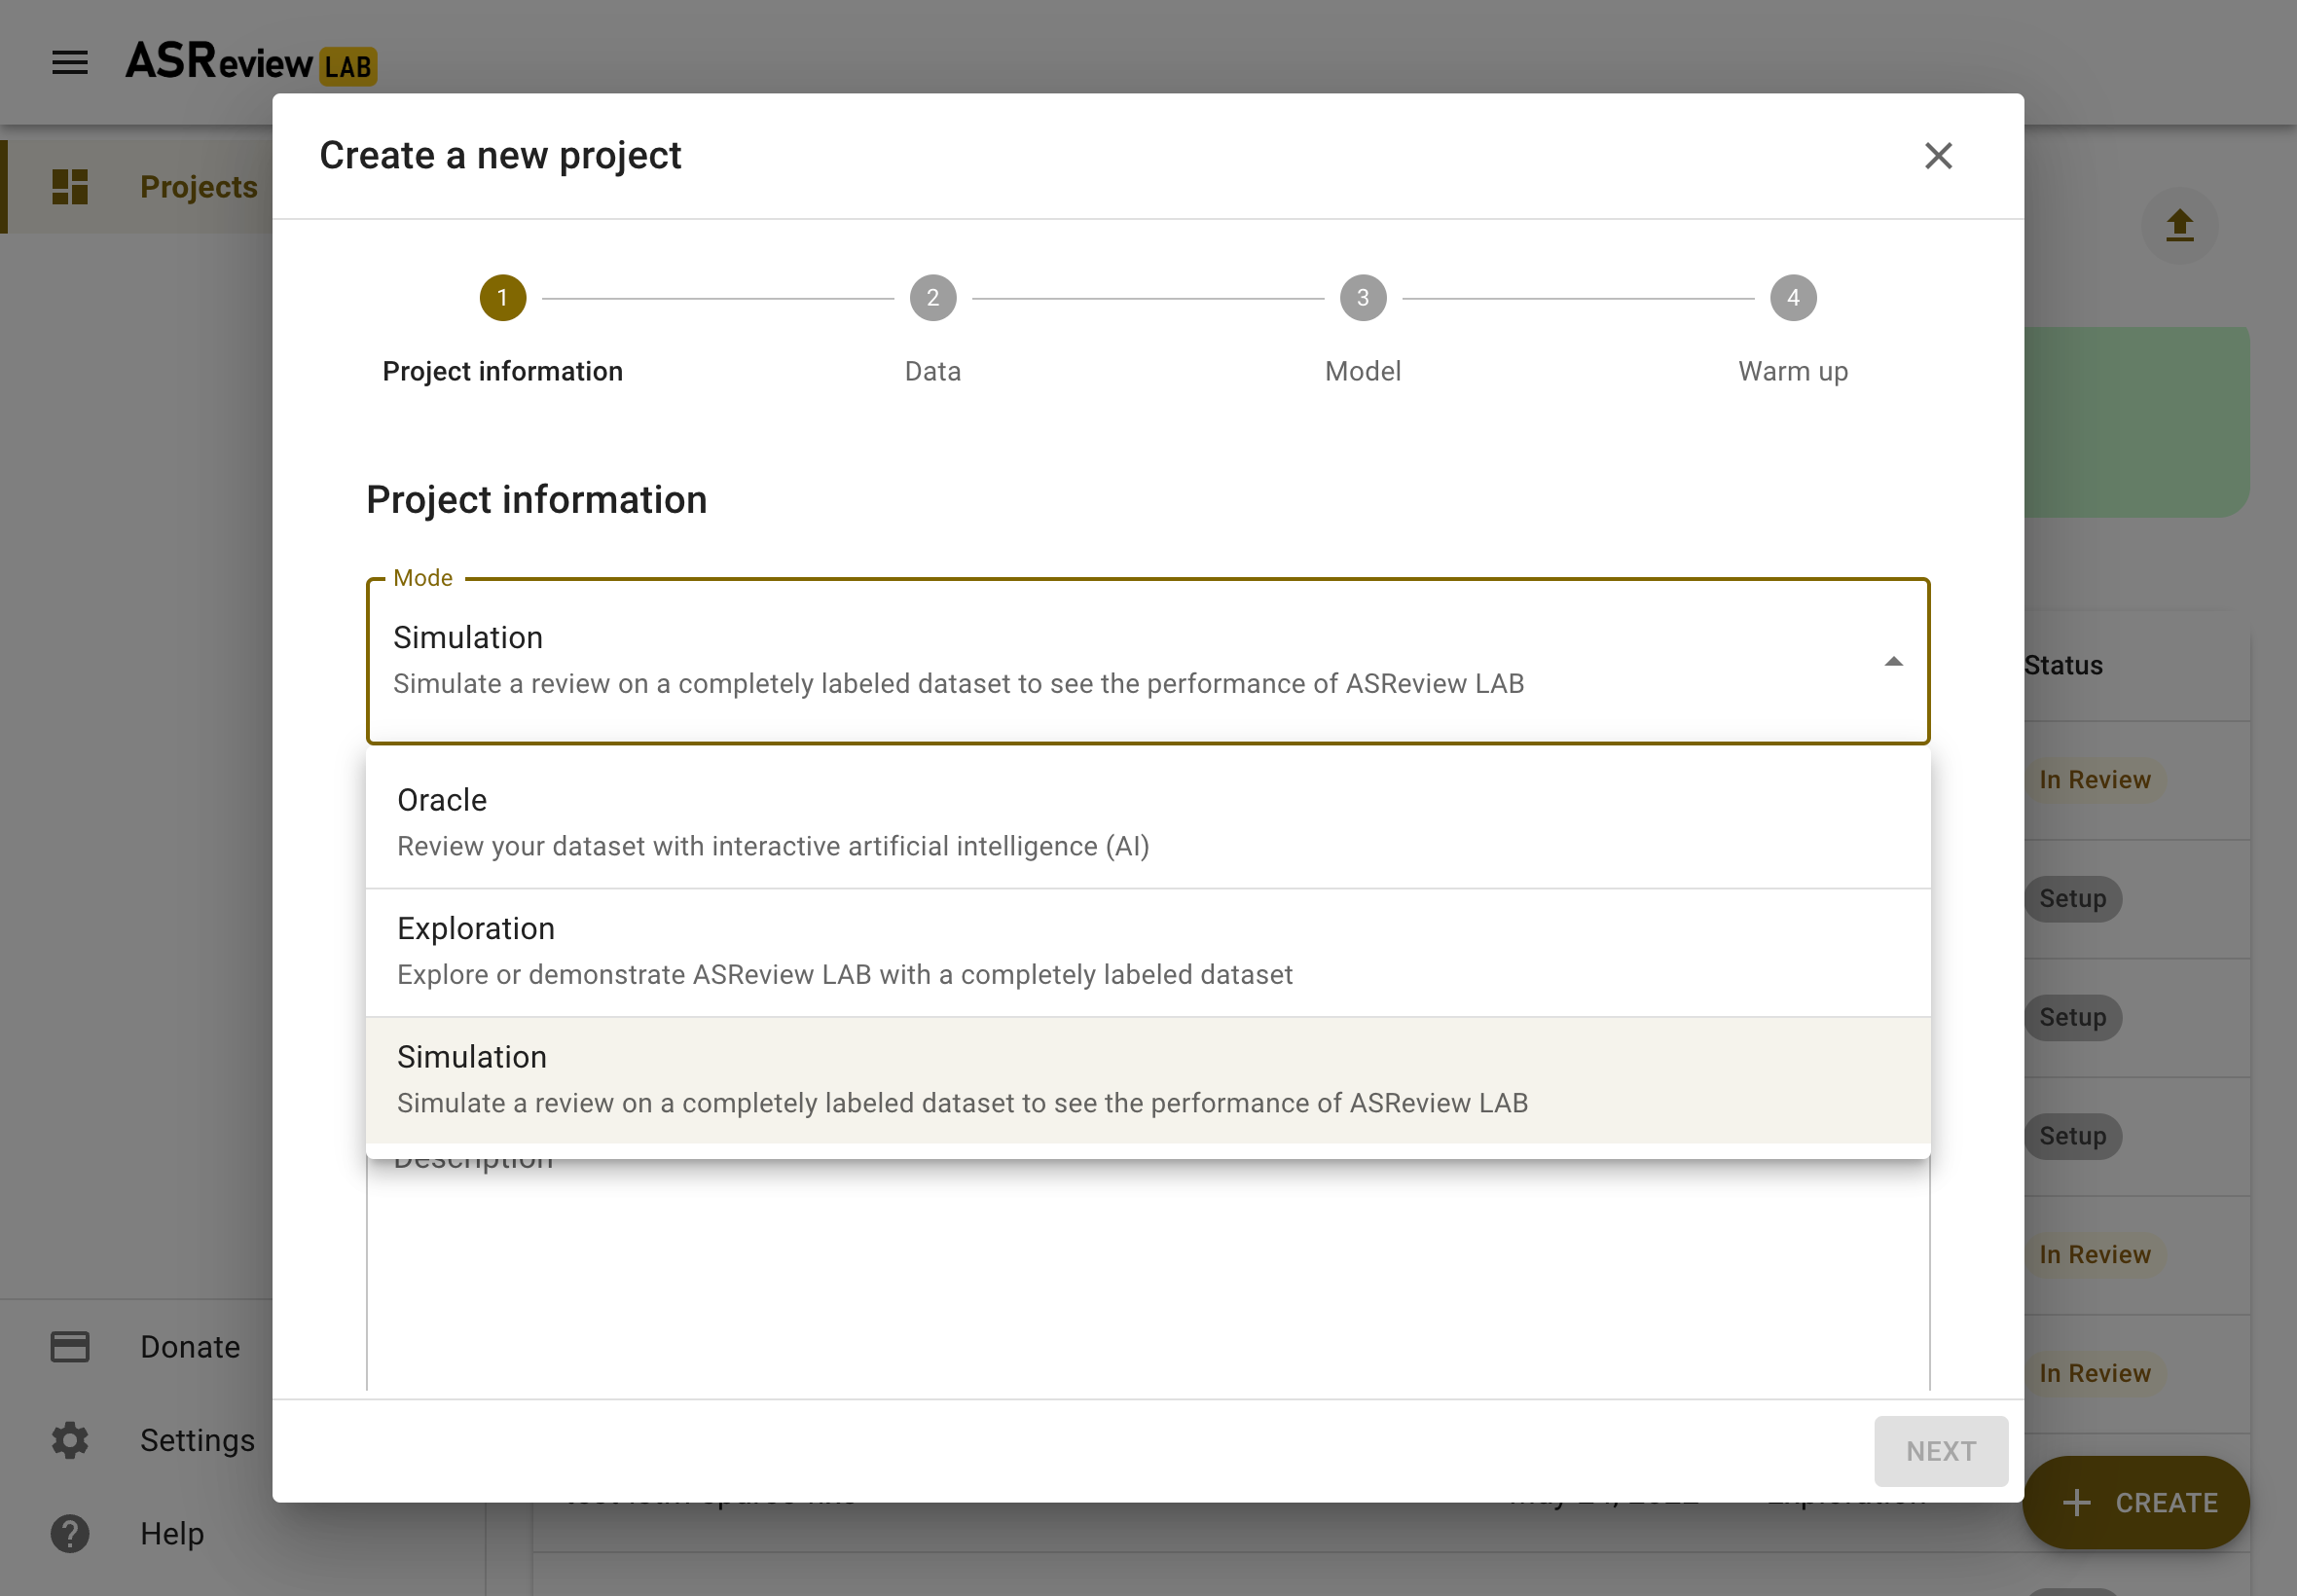 ASReview LAB
Create a new project
Projects
1
2
3
4
Project information
Data
Model
Warm up
Project information
Mode
Simulation
Simulate a review on a completely labeled dataset to see the performance of ASReview LAB
Status
Oracle
Review your dataset with interactive artificial intelligence (AI)
In Review
Exploration
Explore or demonstrate ASReview LAB with a completely labeled dataset
Setup
Simulation
Simulate a review on a completely labeled dataset to see the performance of ASReview LAB
Setup
Description
Setup
In Review
Donate
In Review
Settings
NEXT
CREATE
Help